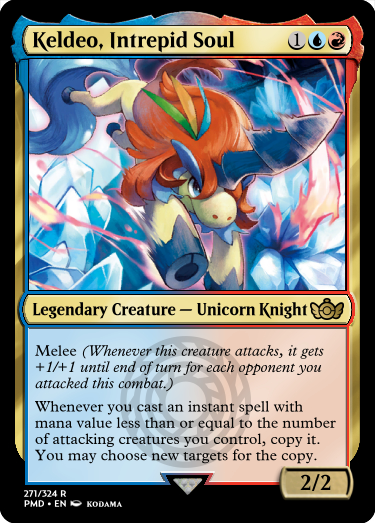 Keldeo, Intrepid Soul 1
Legendary Creature — Unicorn Knight
Melee (Whenever this creature attacks, it gets
+1/+1 until end of turn for each opponent you
attacked this combat.)
Whenever you cast an instant spell with
mana value less than or equal to the number
of attacking creatures you control, copy it.
You may choose new targets for the copy.
2/2
271/324 R
PMD • EN KODAMA